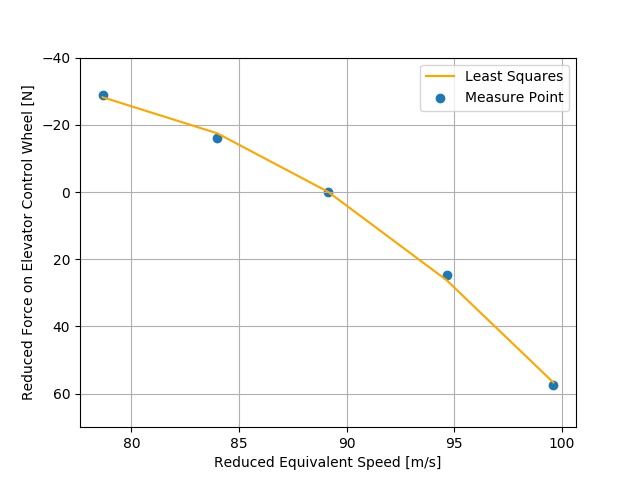 Least Squares
Measure Point
−40
−20
0
20
40
60
80
85
90
95
100
Reduced Force on Elevator Control Wheel [N]
Reduced Equivalent Speed [m/s]